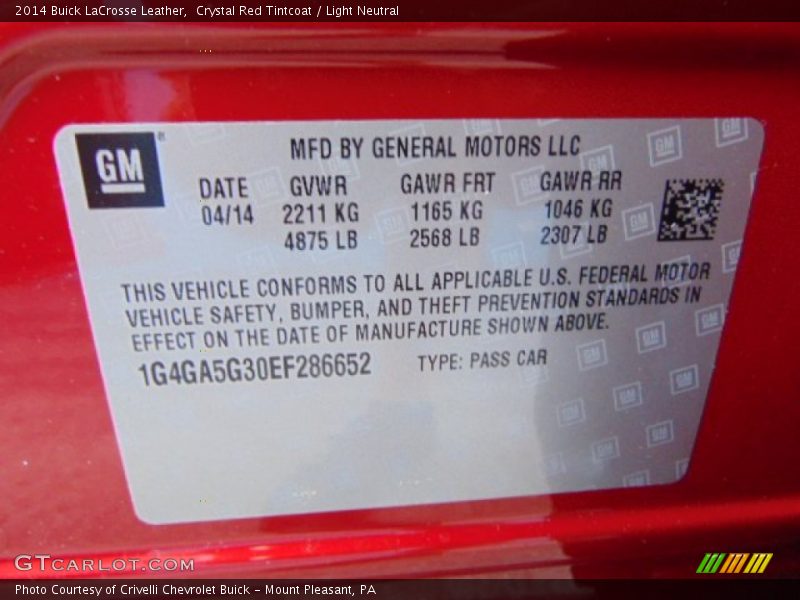 2014 Buick LaCrosse Leather, Crystal Red Tintcoat / Light Neutral
GM
MFD BY GENERAL MOTORS LLC
DATE GVWR GAWR FRT GAWR RR
04/14 2211 KG 1165 KG 1046 KG
4875 LB 2568 LB 2307 LB
THIS VEHICLE CONFORMS TO ALL APPLICABLE U.S. FEDERAL MOTOR
VEHICLE SAFETY, BUMPER, AND THEFT PREVENTION STANDARDS IN
EFFECT ON THE DATE OF MANUFACTURE SHOWN ABOVE.
1G4GA5G30EF286652 TYPE: PASS CAR
GTCARLOT.COM
Photo Courtesy of Crivelli Chevrolet Buick - Mount Pleasant, PA